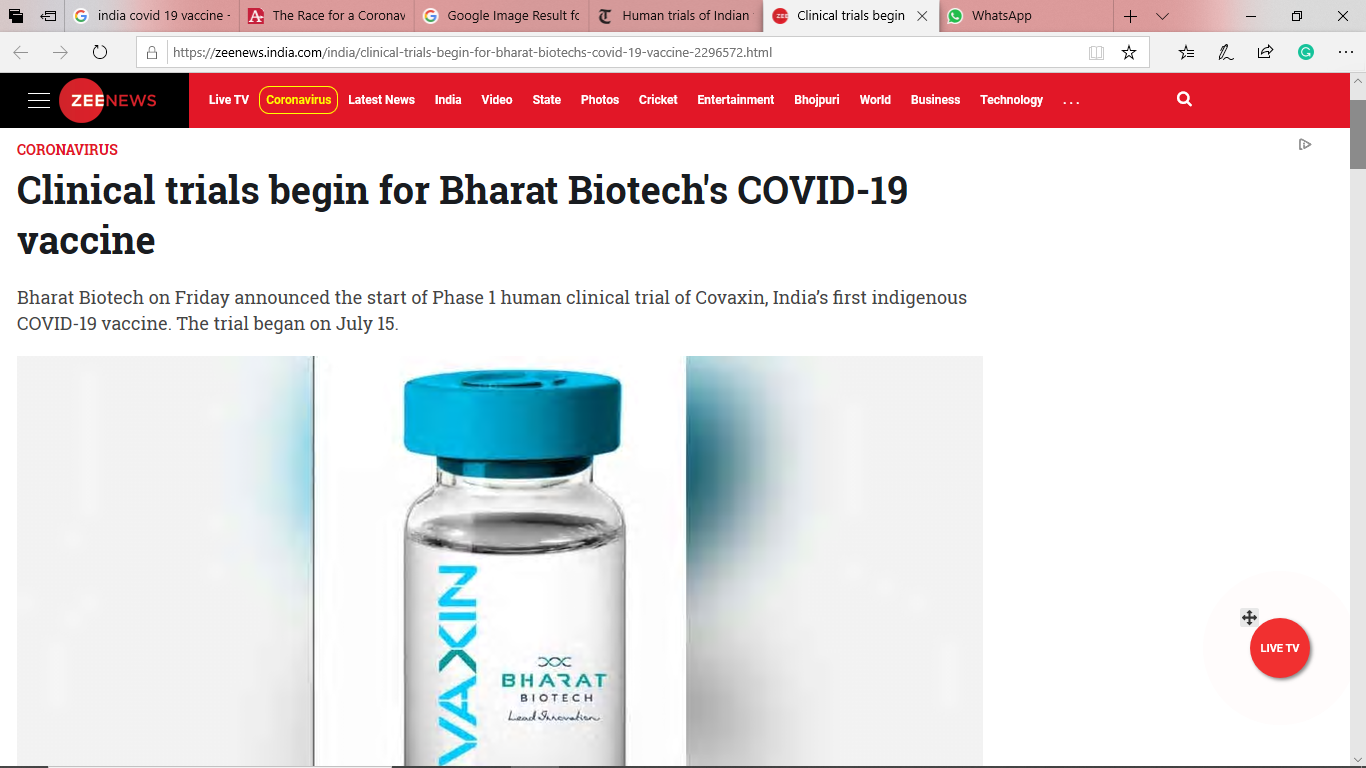 india covid 19 vaccine -
The Race for a Coronav
Google Image Result fo
Human trials of Indian
Clinical trials begin
WhatsApp
https://zeenews.india.com/india/clinical-trials-begin-for-bharat-biotechs-covid-19-vaccine-2296572.html
ZEENEWS
Live TV Coronavirus Latest News India Video State Photos Cricket Entertainment Bhojpuri World Business Technology ...
CORONAVIRUS
Clinical trials begin for Bharat Biotech's COVID-19
vaccine
Bharat Biotech on Friday announced the start of Phase 1 human clinical trial of Covaxin, India’s first indigenous
COVID-19 vaccine. The trial began on July 15.
VAXIN
BHARAT
BIOTECH
Lead Innovation
LIVE TV